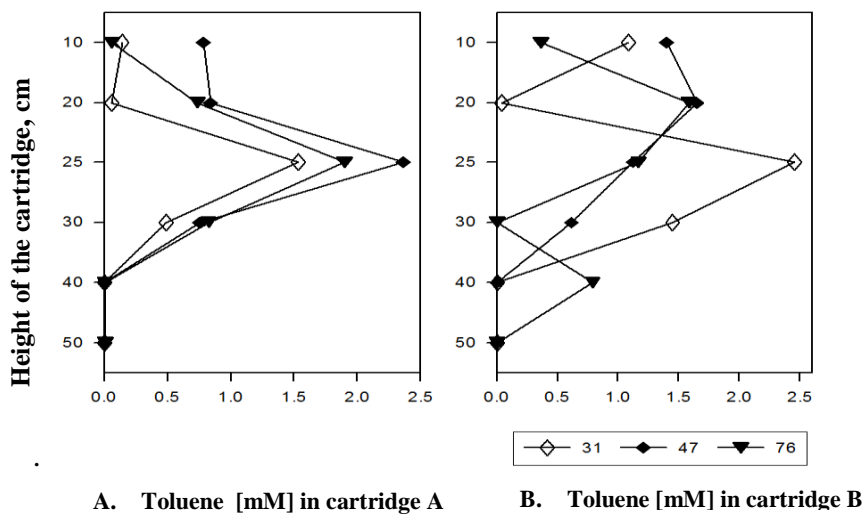 Height of the cartridge, cm
10
20
25
30
40
50
0.0 0.5 1.0 1.5 2.0 2.5
10
20
25
30
40
50
0.0 0.5 1.0 1.5 2.0 2.5
31 47 76
.
A. Toluene [mM] in cartridge A
B. Toluene [mM] in cartridge B